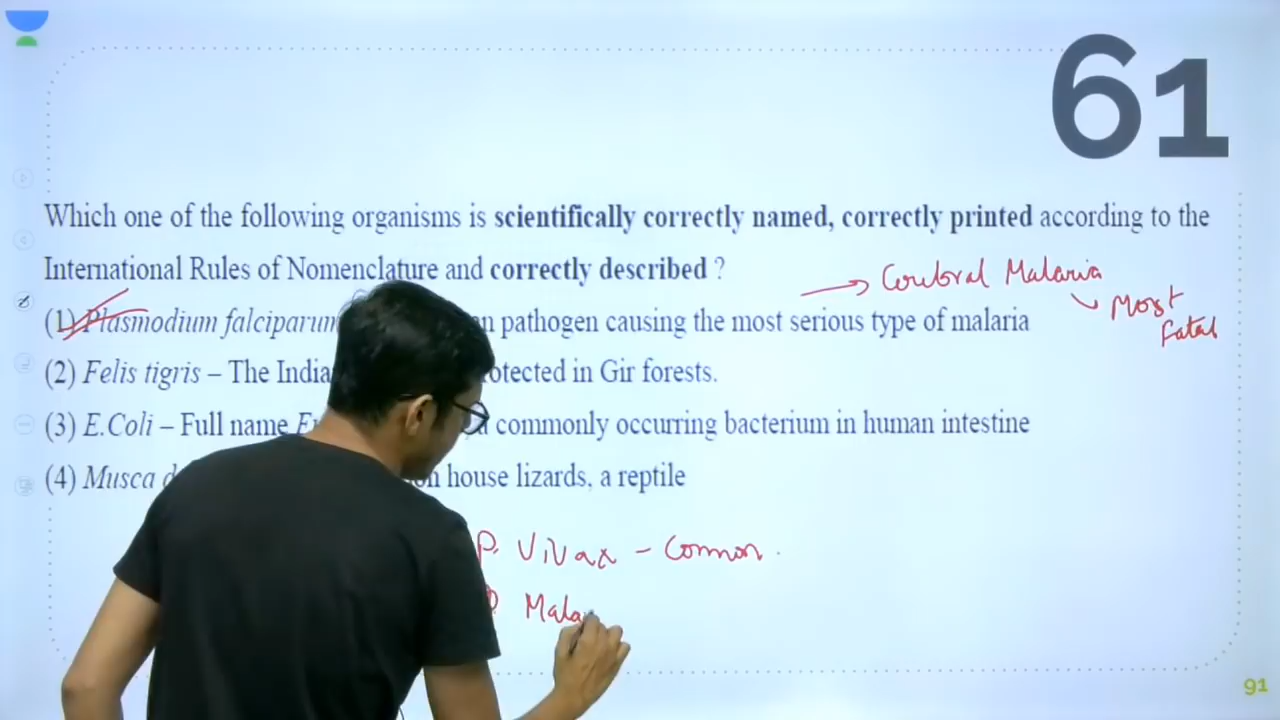 61
Which one of the following organisms is scientifically correctly named, correctly printed according to the
International Rules of Nomenclature and correctly described ?
(1) Plasmodium falciparum pathogen causing the most serious type of malaria
→ Cerebral Malaria
Most
fatal
(2) Felis tigris – The India otected in Gir forests.
(3) E.Coli – Full name commonly occurring bacterium in human intestine
(4) Musca d house lizards, a reptile
P. Vivax – Common
P. Mala
91